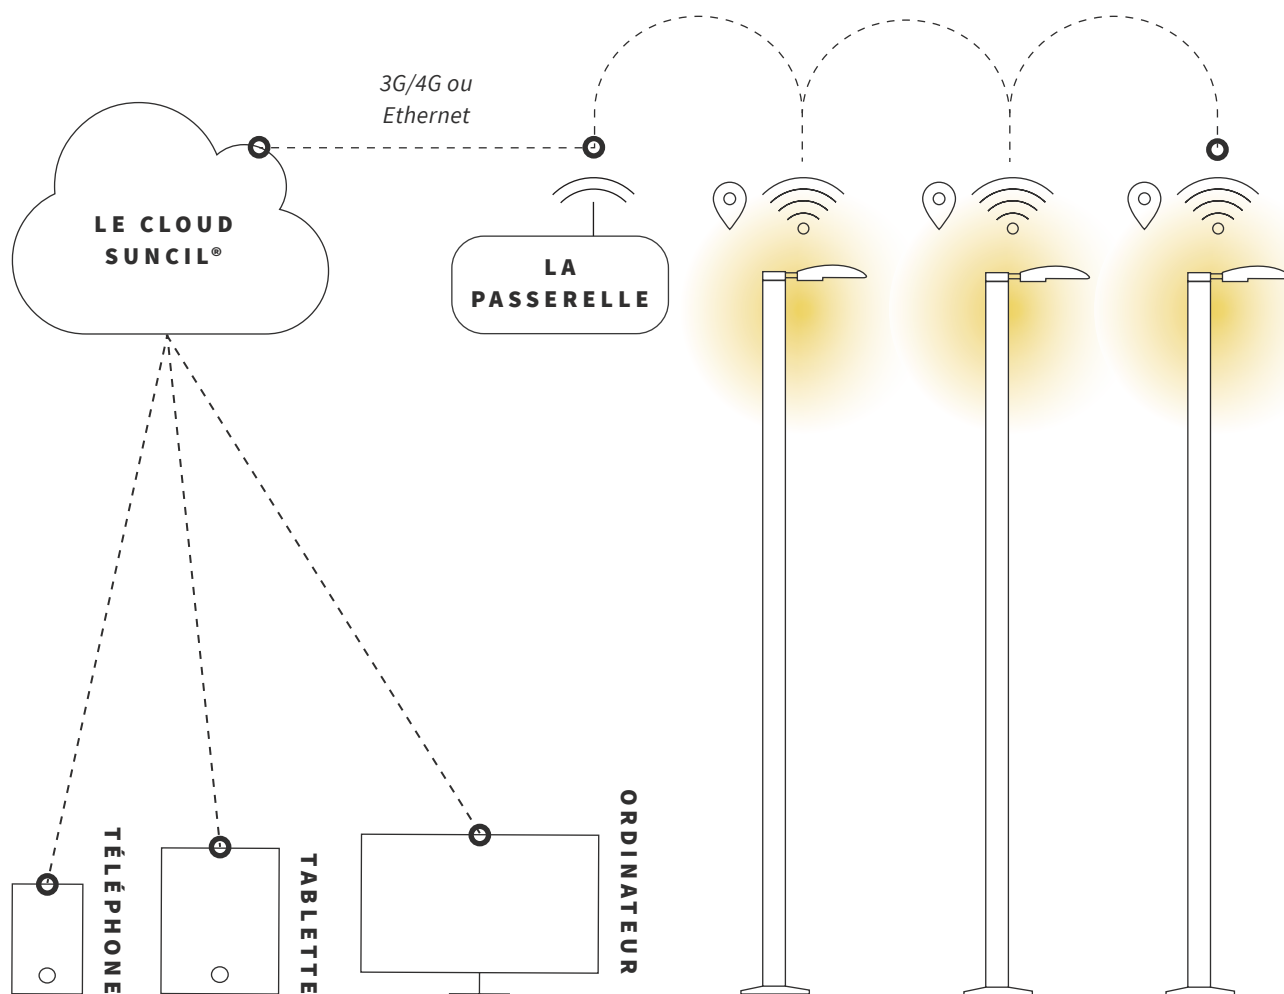 3G/4G ou
Ethernet
LE CLOUD
SUNCIL®
LA
PASSERELLE
TÉLÉPHONE
TABLETTE
ORDINATEUR